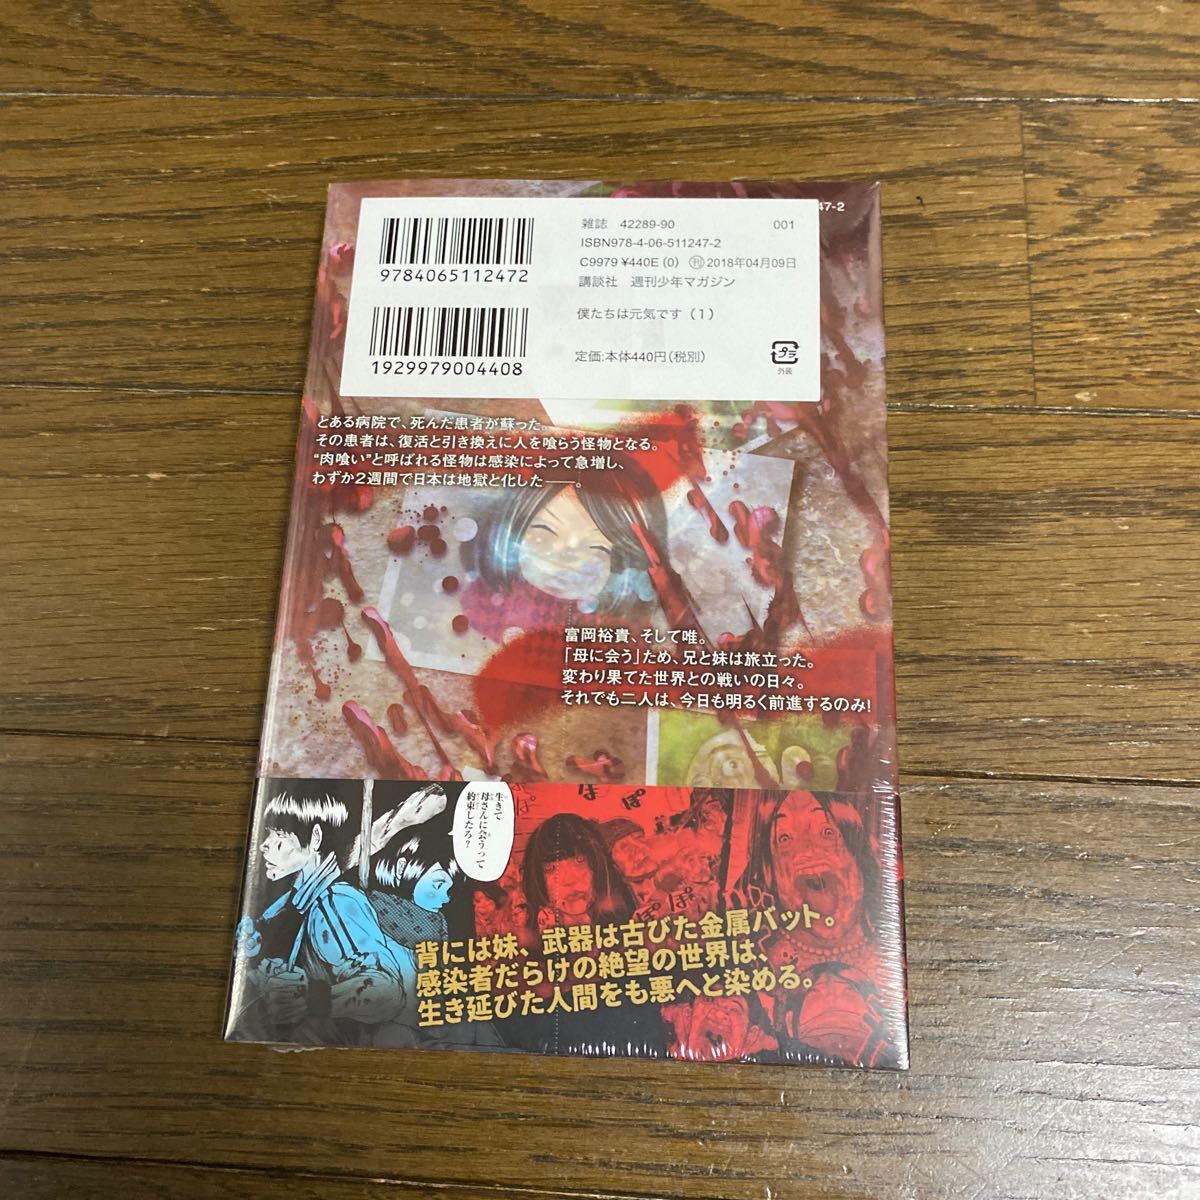 47-2
雑誌 42289-90 001
ISBN978-4-06-511247-2
C9979 ¥440E (0) 刊 2018年04月09日
講談社 週刊少年マガジン
9784065112472
僕たちは元気です（1）
定価:本体440円(税別)
プラ
外装
1929979004408
とある病院で、死んだ患者が蘇った。
その患者は、復活と引き換えに人を喰らう怪物となる。
“肉喰い”と呼ばれる怪物は感染によって急増し、
わずか2週間で日本は地獄と化した――。
富岡裕貴、そして唯。
「母に会う」ため、兄と妹は旅立った。
変わり果てた世界との戦いの日々。
それでも二人は、今日も明るく前進するのみ!
生きて
母さんに会うって
約束したろ?
ぽ
ぽ
ぽ
ぽ
ぽ
背には妹、武器は古びた金属バット。
感染者だらけの絶望の世界は、
生き延びた人間をも悪へと染める。